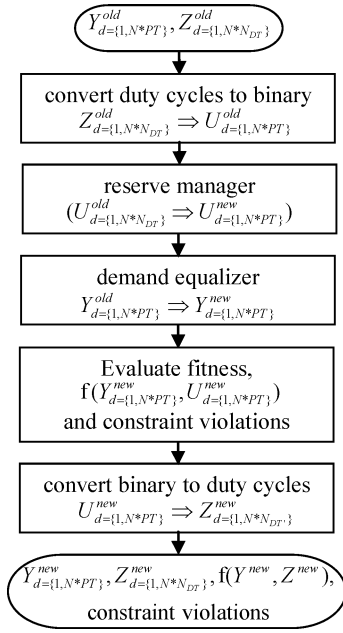 Y^{old}_{d={1,N*PT}}, Z^{old}_{d={1,N*N_{DT}}}
convert duty cycles to binary
Z^{old}_{d={1,N*N_{DT}}} ⇒ U^{old}_{d={1,N*PT}}
reserve manager
(U^{old}_{d={1,N*N_{DT}}} ⇒ U^{new}_{d={1,N*PT}})
demand equalizer
Y^{old}_{d={1,N*PT}} ⇒ Y^{new}_{d={1,N*PT}}
Evaluate fitness,
f(Y^{new}_{d={1,N*PT}}, U^{new}_{d={1,N*PT}})
and constraint violations
convert binary to duty cycles
U^{new}_{d={1,N*PT}} ⇒ Z^{new}_{d={1,N*N_{DT'}}}
Y^{new}_{d={1,N*PT}}, Z^{new}_{d={1,N*N_{DT'}}}, f(Y^{new}, Z^{new}),
constraint violations